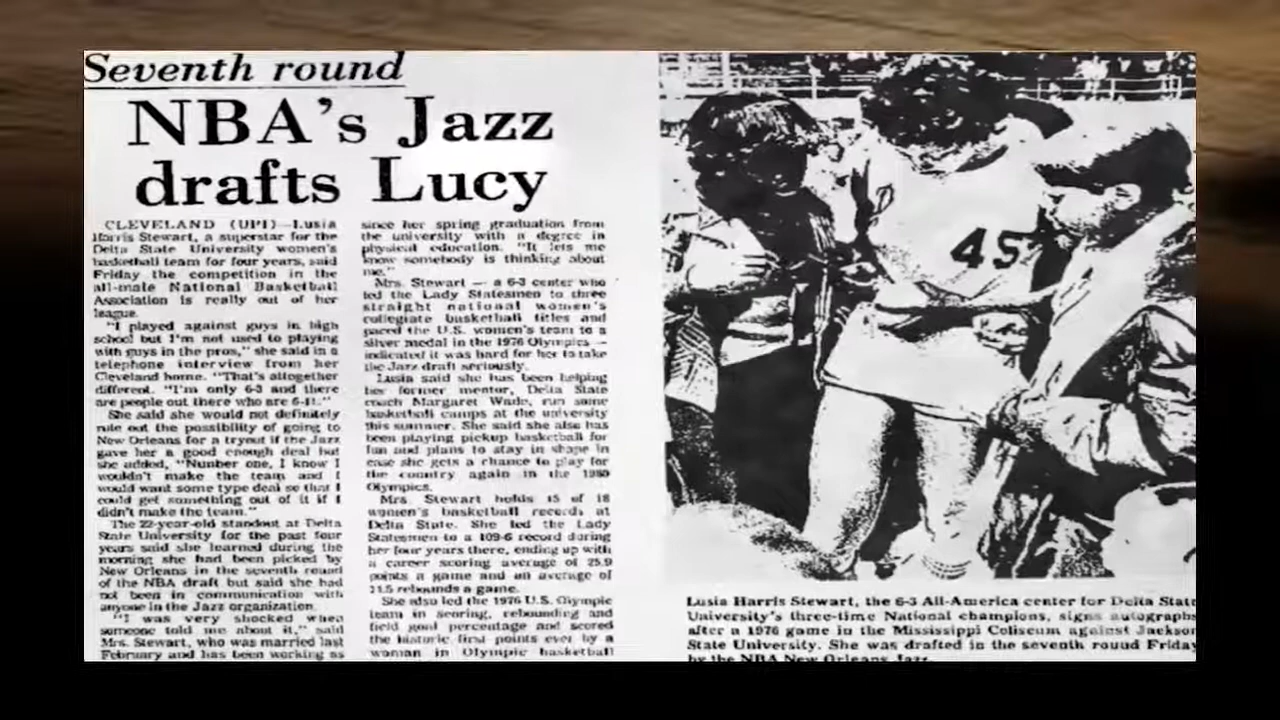 Seventh round
NBA's Jazz
drafts Lucy
CLEVELAND (UPI)—Lusia
Harris Stewart, a superstar for the
Delta State University women's
basketball team for four years, said
Friday the competition in the
all-male National Basketball
Association is really out of her
league.
"I played against guys in high
school but I'm not used to playing
with guys in the pros," she said in a
telephone interview from her
Cleveland home. "That's altogether
different. "I'm only 6-3 and there
are people out there who are 6-11."
She said she would not definitely
rule out the possibility of going to
New Orleans for a tryout if the Jazz
gave her a good enough deal but
she added, "Number one, I know I
wouldn't make the team and I
would want some type deal so that I
could get something out of it if I
didn't make the team."
The 22-year-old standout at Delta
State University for the past four
years said she learned during the
morning she had been picked by
New Orleans in the seventh round
of the NBA draft but said she had
not been in communication with
anyone in the Jazz organization.
"I was very shocked when
someone told me about it," said
Mrs. Stewart, who was married last
February and has been working as
since her spring graduation from
the university with a degree in
physical education. "It lets me
know somebody is thinking about
me."
Mrs. Stewart — a 6-3 center who
led the Lady Statesmen to three
straight national women's
collegiate basketball titles and
paced the U.S. women's team to a
silver medal in the 1976 Olympics —
indicated it was hard for her to take
the Jazz draft seriously.
Lusia said she has been helping
her former mentor, Delta State
coach Margaret Wade, run some
basketball camps at the university
this summer. She said she also has
been playing pickup basketball for
fun and plans to stay in shape in
case she gets a chance to play for
the country again in the 1980
Olympics.
Mrs. Stewart holds 15 of 18
women's basketball records at
Delta State. She led the Lady
Statesmen to a 109-6 record during
her four years there, ending up with
a career scoring average of 25.9
points a game and an average of
rebounds a game.
She also led the 1976 U.S. Olympic
team in scoring, rebounding and
field goal percentage and scored
the historic first points ever by a
woman in Olympic basketball
45
Lusia Harris Stewart, the 6-3 All-America center for Delta State
University's three-time National champions, signs autographs
after a 1976 game in the Mississippi Coliseum against Jackson
State University. She was drafted in the seventh round Friday
by the NBA New Orleans Jazz.